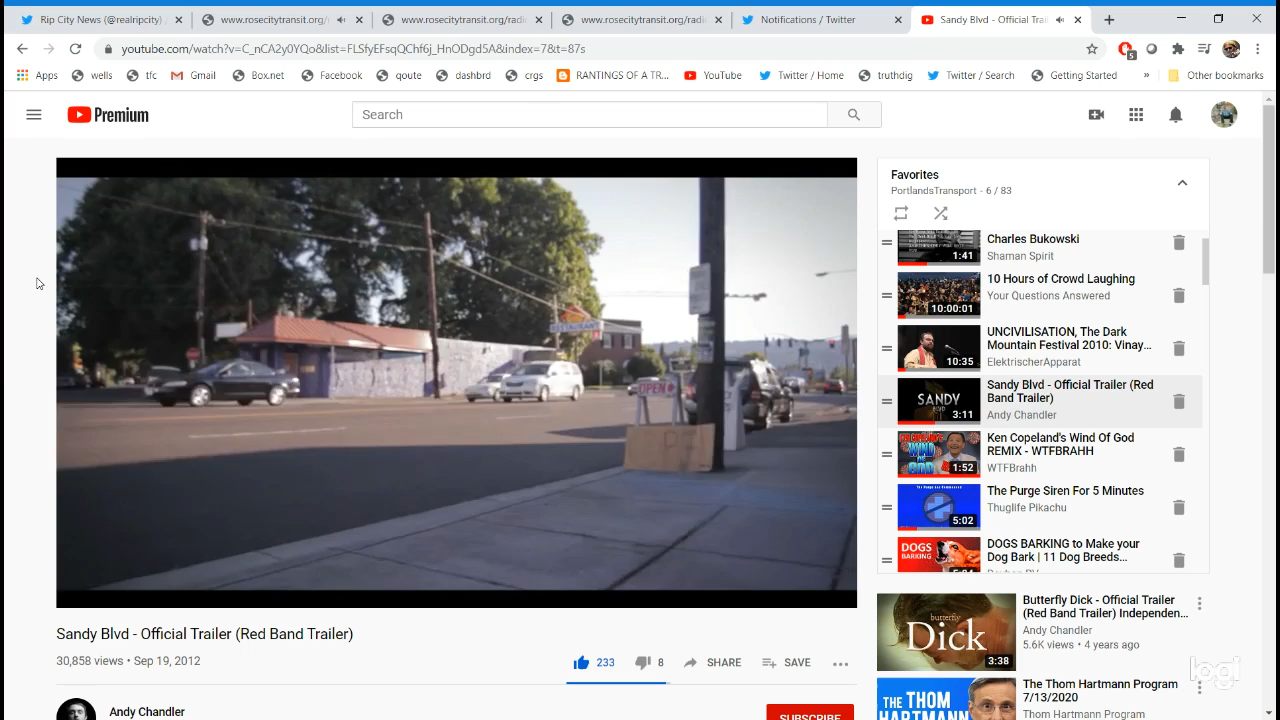 Rip City News (@realripcity)
www.rosecitytransit.org/r
www.rosecitytransit.org/radi
www.rosecitytransit.org/radi
Notifications / Twitter
Sandy Blvd - Official Trail
youtube.com/watch?v=C_nCA2y0YQo&list=FLSfyEFsqQChf6j_HnODgd5A&index=7&t=87s
5
Apps
wells
tfc
Gmail
Box.net
Facebook
qoute
dashbrd
crgs
RANTINGS OF A TR...
YouTube
Twitter / Home
truthdig
Twitter / Search
Getting Started
»
Other bookmarks
Premium
Search
RESTAURANT
OPEN
Favorites
PortlandsTransport - 6 / 83
Charles Bukowski
Shaman Spirit
1:41
10 Hours of Crowd Laughing
Your Questions Answered
10:00:01
UNCIVILISATION, The Dark
Mountain Festival 2010: Vinay...
ElektrischerApparat
10:35
Sandy Blvd - Official Trailer (Red
Band Trailer)
Andy Chandler
SANDY
3:11
Ken Copeland's Wind Of God
REMIX - WTFBRAHH
WTFBrahh
1:52
The Purge Siren For 5 Minutes
Thuglife Pikachu
5:02
DOGS BARKING to Make your
Dog Bark | 11 Dog Breeds...
DOGS
BARKING
Butterfly Dick - Official Trailer
(Red Band Trailer) Independen...
Andy Chandler
5.6K views • 4 years ago
butterfly
Dick
3:38
The Thom Hartmann Program
7/13/2020
Thom Hartmann Program
THE THOM
HARTMANN
logi
Sandy Blvd - Official Trailer (Red Band Trailer)
30,858 views • Sep 19, 2012
233
8
SHARE
SAVE
Andy Chandler
SUBSCRIBE